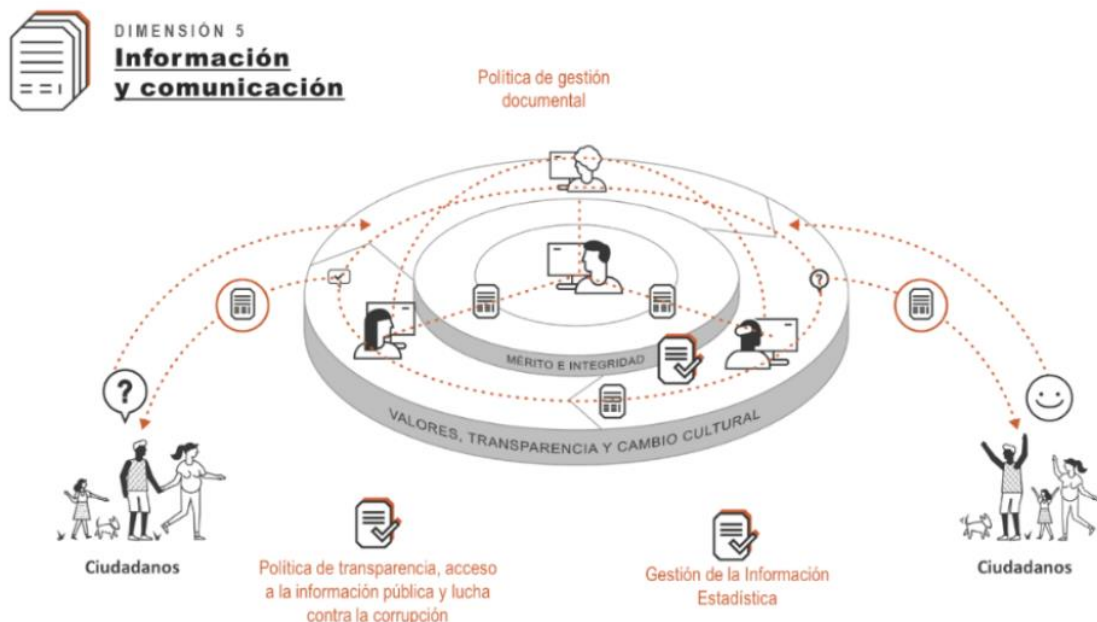 DIMENSIÓN 5
Información
y comunicación
Política de gestión
documental
?
?
MÉRITO E INTEGRIDAD
VALORES, TRANSPARENCIA Y CAMBIO CULTURAL
Ciudadanos
Ciudadanos
Política de transparencia, acceso
a la información pública y lucha
contra la corrupción
Gestión de la Información
Estadística